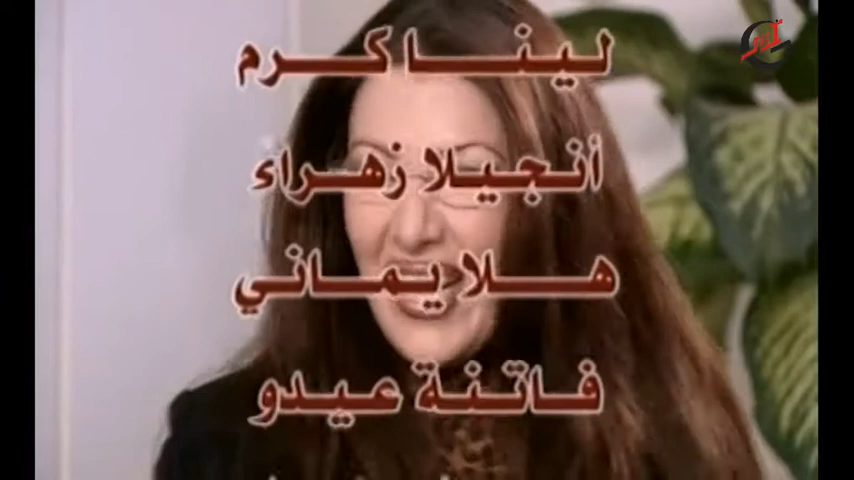 لينا كرم
أنجيلا زهراء
هلا يماني
فاتنة عيدو